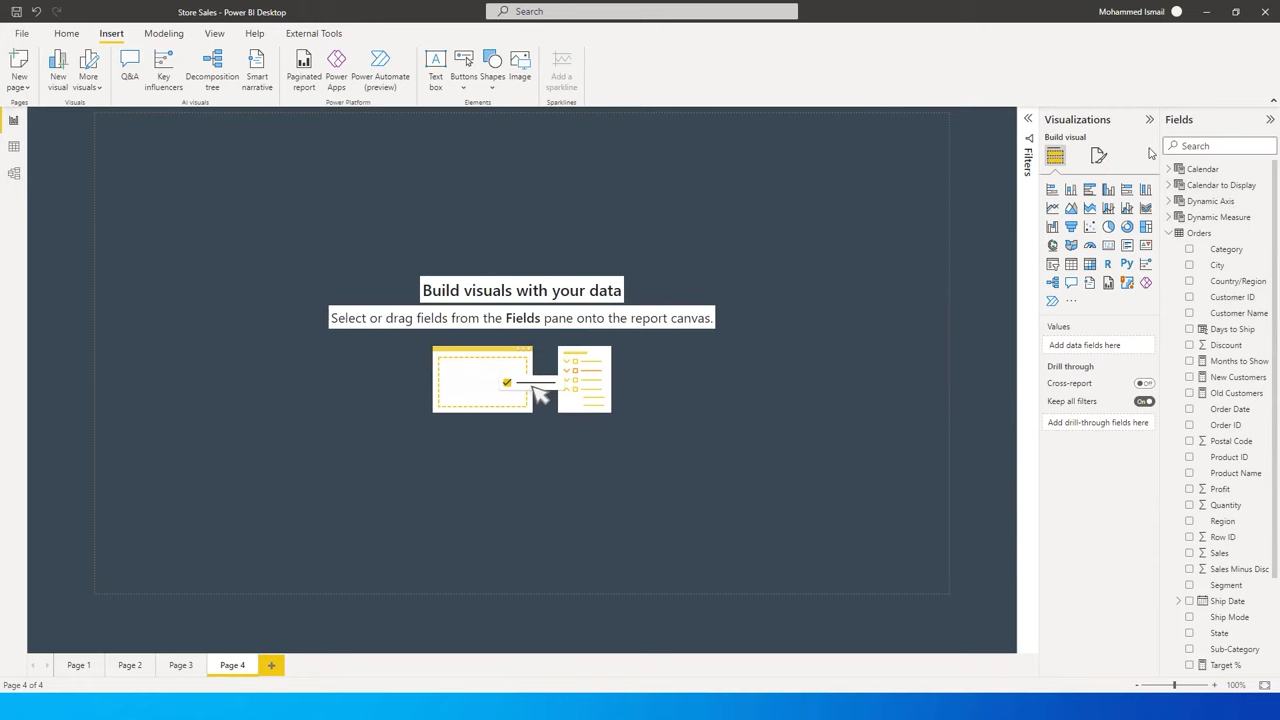 Store Sales - Power BI Desktop
Search
Mohammed Ismail
File
Home
Insert
Modeling
View
Help
External Tools
New page
New visual
More visuals
Q&A
Key influencers
Decomposition tree
Smart narrative
Paginated report
Power Apps
Power Automate (preview)
Text box
Buttons
Shapes
Image
Add a sparkline
Pages
Visuals
AI visuals
Power Platform
Elements
Sparklines
Build visuals with your data
Select or drag fields from the Fields pane onto the report canvas.
Filters
Visualizations
Build visual
R
Py
123
Values
Add data fields here
Drill through
Cross-report
Off
Keep all filters
On
Add drill-through fields here
Fields
Search
Calendar
Calendar to Display
Dynamic Axis
Dynamic Measure
Orders
Category
City
Country/Region
Customer ID
Customer Name
Days to Ship
Discount
Months to Show
New Customers
Old Customers
Order Date
Order ID
Postal Code
Product ID
Product Name
Profit
Quantity
Region
Row ID
Sales
Sales Minus Disc
Segment
Ship Date
Ship Mode
State
Sub-Category
Target %
Page 1
Page 2
Page 3
Page 4
Page 4 of 4
100%